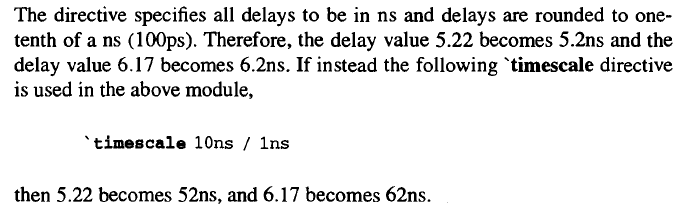 The directive specifies all delays to be in ns and delays are rounded to one-
tenth of a ns (100ps). Therefore, the delay value 5.22 becomes 5.2ns and the
delay value 6.17 becomes 6.2ns. If instead the following `timescale directive
is used in the above module,
`timescale 10ns / 1ns
then 5.22 becomes 52ns, and 6.17 becomes 62ns.